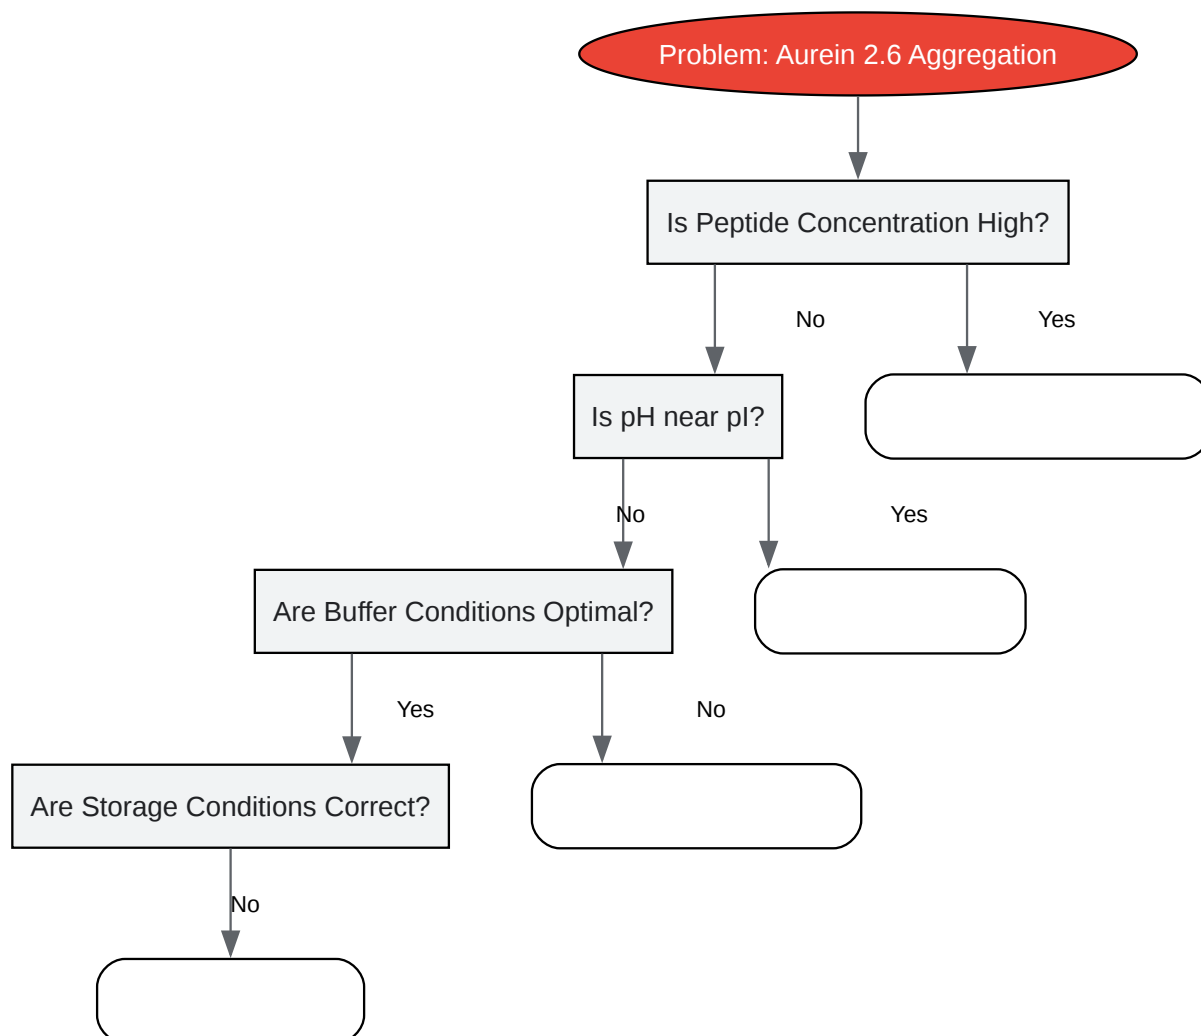 Problem: Aurein 2.6 Aggregation
Is Peptide Concentration High?
No
Yes
Is pH near pI?
No
Yes
Are Buffer Conditions Optimal?
Yes
No
Are Storage Conditions Correct?
No